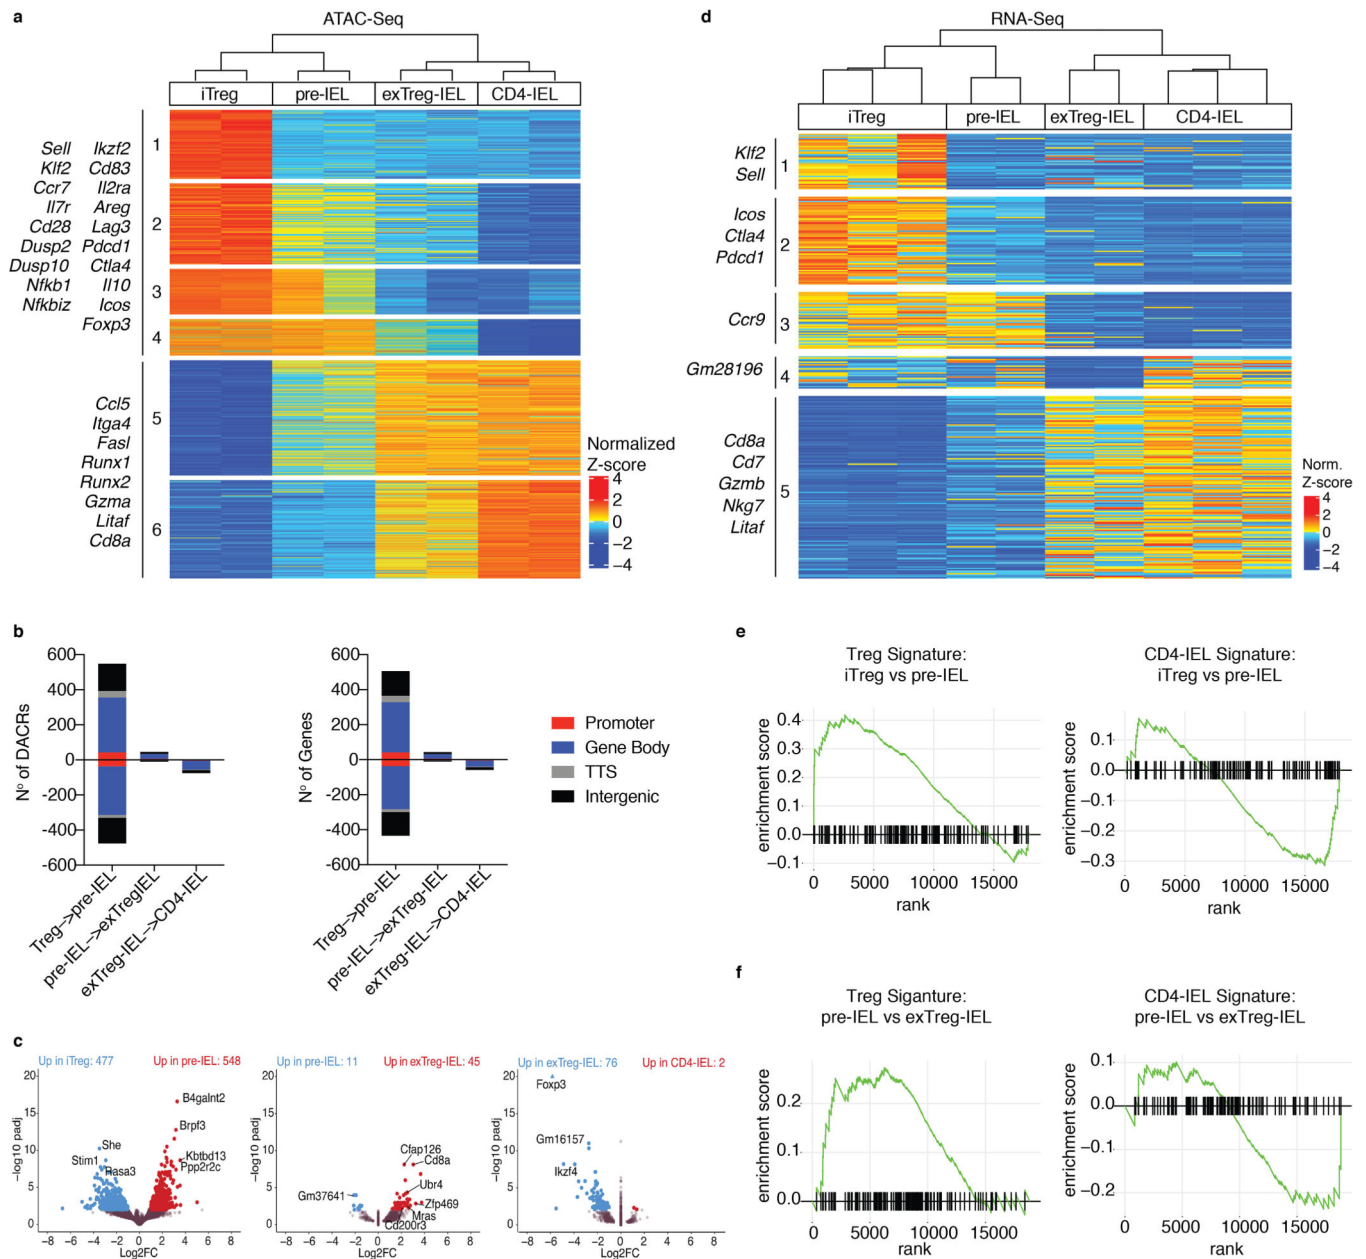 a
ATAC-Seq
iTreg pre-IEL exTreg-IEL CD4-IEL
Sell Ikzf2
Klf2 Cd83
Ccr7 Il2ra
Il7r Areg
Cd28 Lag3
Dusp2 Pdcd1
Dusp10 Ctla4
Nfkb1 Il10
Nfkbiz Icos
Foxp3
1
2
3
4
Ccl5
Itga4
Fasl
Runx1
Runx2
Gzma
Litaf
Cd8a
5
6
Normalized
Z-score
4
2
0
−2
−4
d
RNA-Seq
iTreg pre-IEL exTreg-IEL CD4-IEL
Klf2
Sell
1
Icos
Ctla4
Pdcd1
2
Ccr9
3
Gm28196
4
Cd8a
Cd7
Gzmb
Nkg7
Litaf
5
Norm.
Z-score
4
2
0
−2
−4
b
Nº of DACRs
600
400
200
0
-200
-400
-600
Treg->pre-IEL
pre-IEL->exTregIEL
exTreg-IEL->CD4-IEL
Nº of Genes
600
400
200
0
-200
-400
-600
Treg->pre-IEL
pre-IEL->exTreg-IEL
exTreg-IEL->CD4-IEL
Promoter
Gene Body
TTS
Intergenic
c
Up in iTreg: 477 Up in pre-IEL: 548
−log10 padj
20
15
10
5
0
B4galnt2
Brpf3
She
Stim1
Rasa3
Kbtbd13
Ppp2r2c
−8 −6 −4 −2 0 2 4 6 8
Log2FC
Up in pre-IEL: 11 Up in exTreg-IEL: 45
−log10 padj
20
15
10
5
0
Cfap126
Cd8a
Ubr4
Gm37641
Zfp469
Mras
Cd200r3
−8 −6 −4 −2 0 2 4 6 8
Log2FC
Up in exTreg-IEL: 76 Up in CD4-IEL: 2
−log10 padj
20
15
10
5
0
Foxp3
Gm16157
Ikzf4
−8 −6 −4 −2 0 2 4 6 8
Log2FC
e
Treg Signature:
iTreg vs pre-IEL
enrichment score
0.4
0.3
0.2
0.1
0.0
−0.1
0 5000 10000 15000
rank
CD4-IEL Signature:
iTreg vs pre-IEL
enrichment score
0.1
0.0
−0.1
−0.2
−0.3
0 5000 10000 15000
rank
f
Treg Siganture:
pre-IEL vs exTreg-IEL
enrichment score
0.2
0.1
0.0
0 5000 10000 15000
rank
CD4-IEL Signature:
pre-IEL vs exTreg-IEL
enrichment score
0.1
0.0
−0.1
−0.2
0 5000 10000 15000
rank